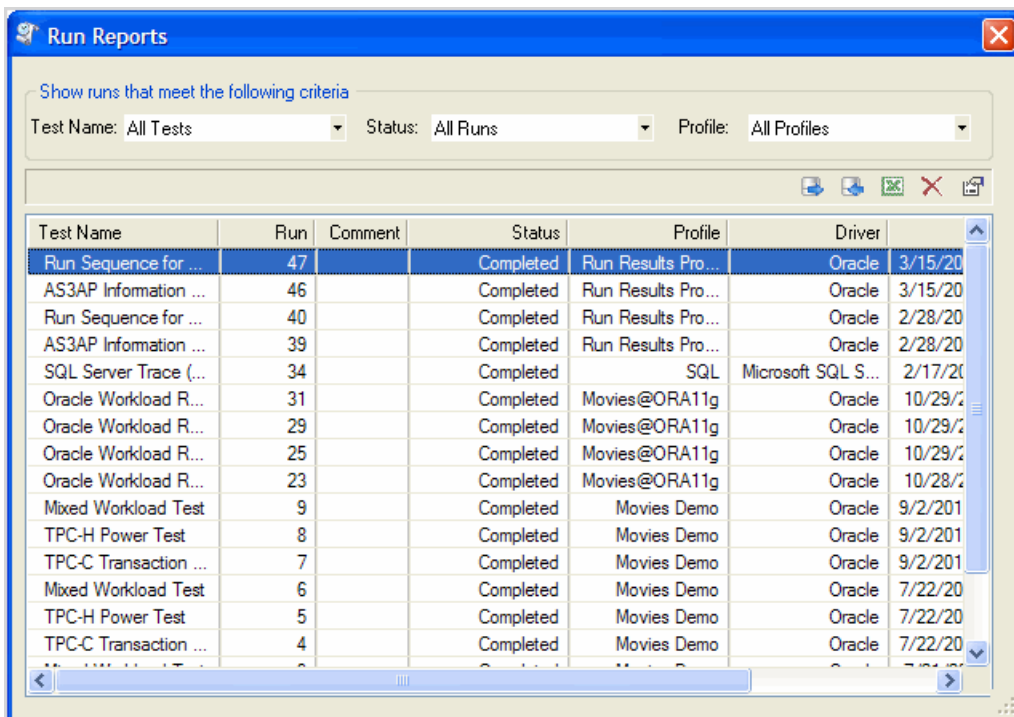 Run Reports
Show runs that meet the following criteria
Test Name: All Tests Status: All Runs Profile: All Profiles
Test Name Run Comment Status Profile Driver
Run Sequence for ... 47 Completed Run Results Pro... Oracle 3/15/20
AS3AP Information ... 46 Completed Run Results Pro... Oracle 3/15/20
Run Sequence for ... 40 Completed Run Results Pro... Oracle 2/28/20
AS3AP Information ... 39 Completed Run Results Pro... Oracle 2/28/20
SQL Server Trace (... 34 Completed SQL Microsoft SQL S... 2/17/20
Oracle Workload R... 31 Completed Movies@ORA11g Oracle 10/29/2
Oracle Workload R... 29 Completed Movies@ORA11g Oracle 10/29/2
Oracle Workload R... 25 Completed Movies@ORA11g Oracle 10/29/2
Oracle Workload R... 23 Completed Movies@ORA11g Oracle 10/28/2
Mixed Workload Test 9 Completed Movies Demo Oracle 9/2/201
TPC-H Power Test 8 Completed Movies Demo Oracle 9/2/201
TPC-C Transaction ... 7 Completed Movies Demo Oracle 9/2/201
Mixed Workload Test 6 Completed Movies Demo Oracle 7/22/20
TPC-H Power Test 5 Completed Movies Demo Oracle 7/22/20
TPC-C Transaction ... 4 Completed Movies Demo Oracle 7/22/20